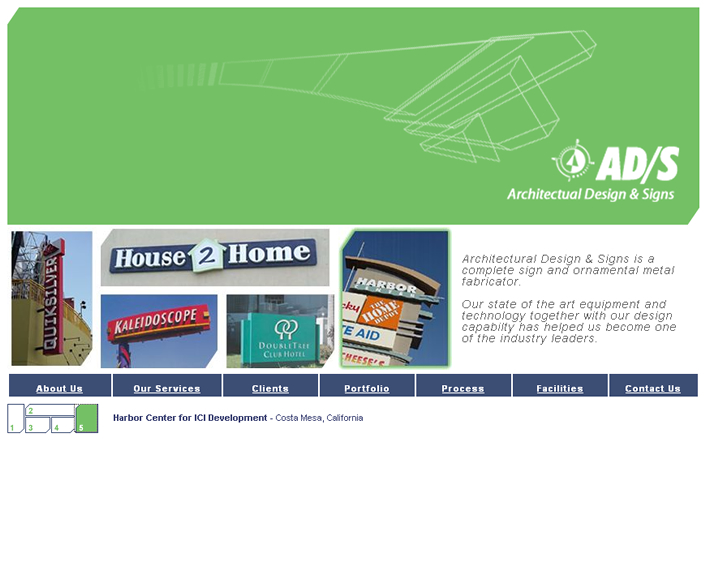 AD/S
Architectual Design & Signs
QUIKSILVER
House 2 Home
KALEIDOSCOPE
DOUBLETREE
CLUB HOTEL
HARBOR
THE HOME DEPOT
cky
E AID
CHEESE'S
Architectural Design & Signs is a
complete sign and ornamental metal
fabricator.
Our state of the art equipment and
technology together with our design
capabilty has helped us become one
of the industry leaders.
About Us
Our Services
Clients
Portfolio
Process
Facilities
Contact Us
1
2
3
4
5
Harbor Center for ICI Development - Costa Mesa, California